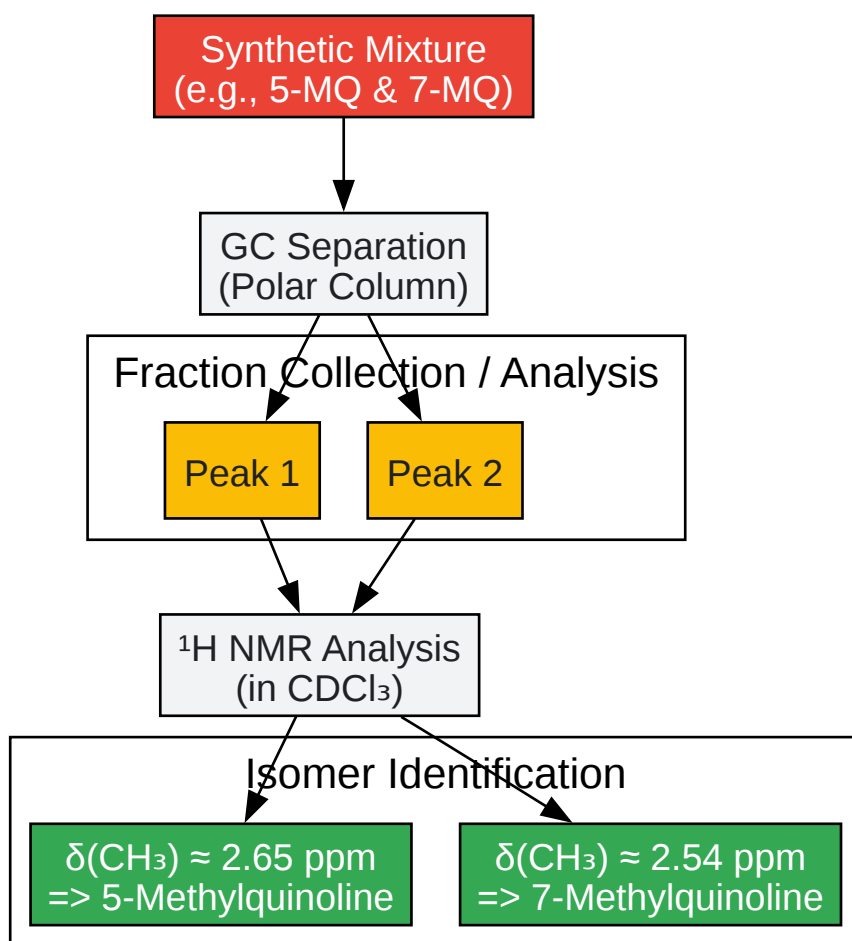 Synthetic Mixture
(e.g., 5-MQ & 7-MQ)
GC Separation
(Polar Column)
Fraction Collection / Analysis
Peak 1
Peak 2
¹H NMR Analysis
(in CDCl₃)
Isomer Identification
δ(CH₃) ≈ 2.65 ppm
=> 5-Methylquinoline
δ(CH₃) ≈ 2.54 ppm
=> 7-Methylquinoline